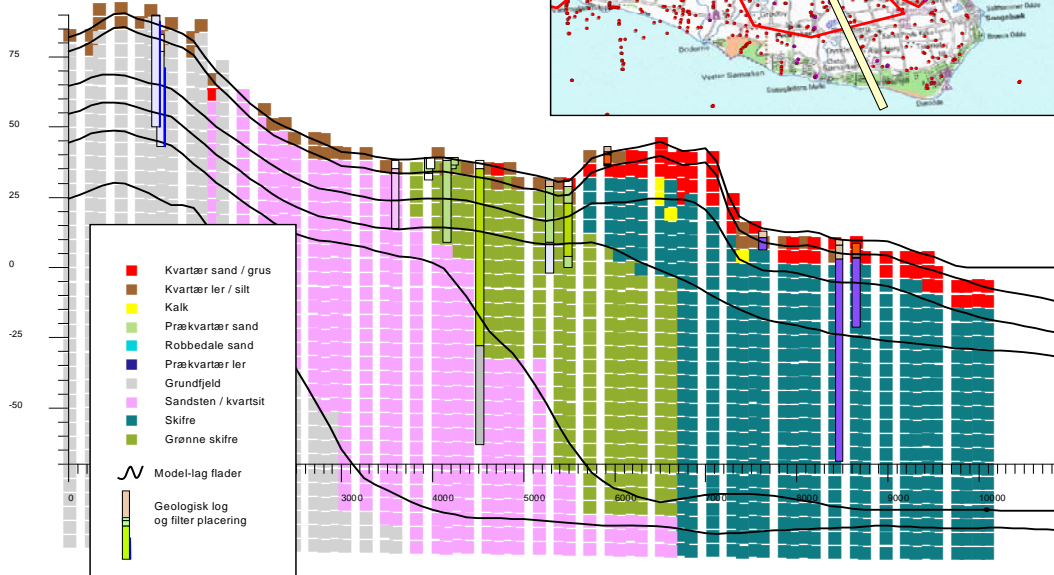 75
50
25
0
-25
-50
Kvartær sand / grus
Kvartær ler / silt
Kalk
Prækvartær sand
Robbedale sand
Prækvartær ler
Grundfjeld
Sandsten / kvartsit
Skifre
Grønne skifre
Model-lag flader
Geologisk log
og filter placering
0
3000
4000
5000
6000
7000
8000
9000
10000
Vester Sømarken